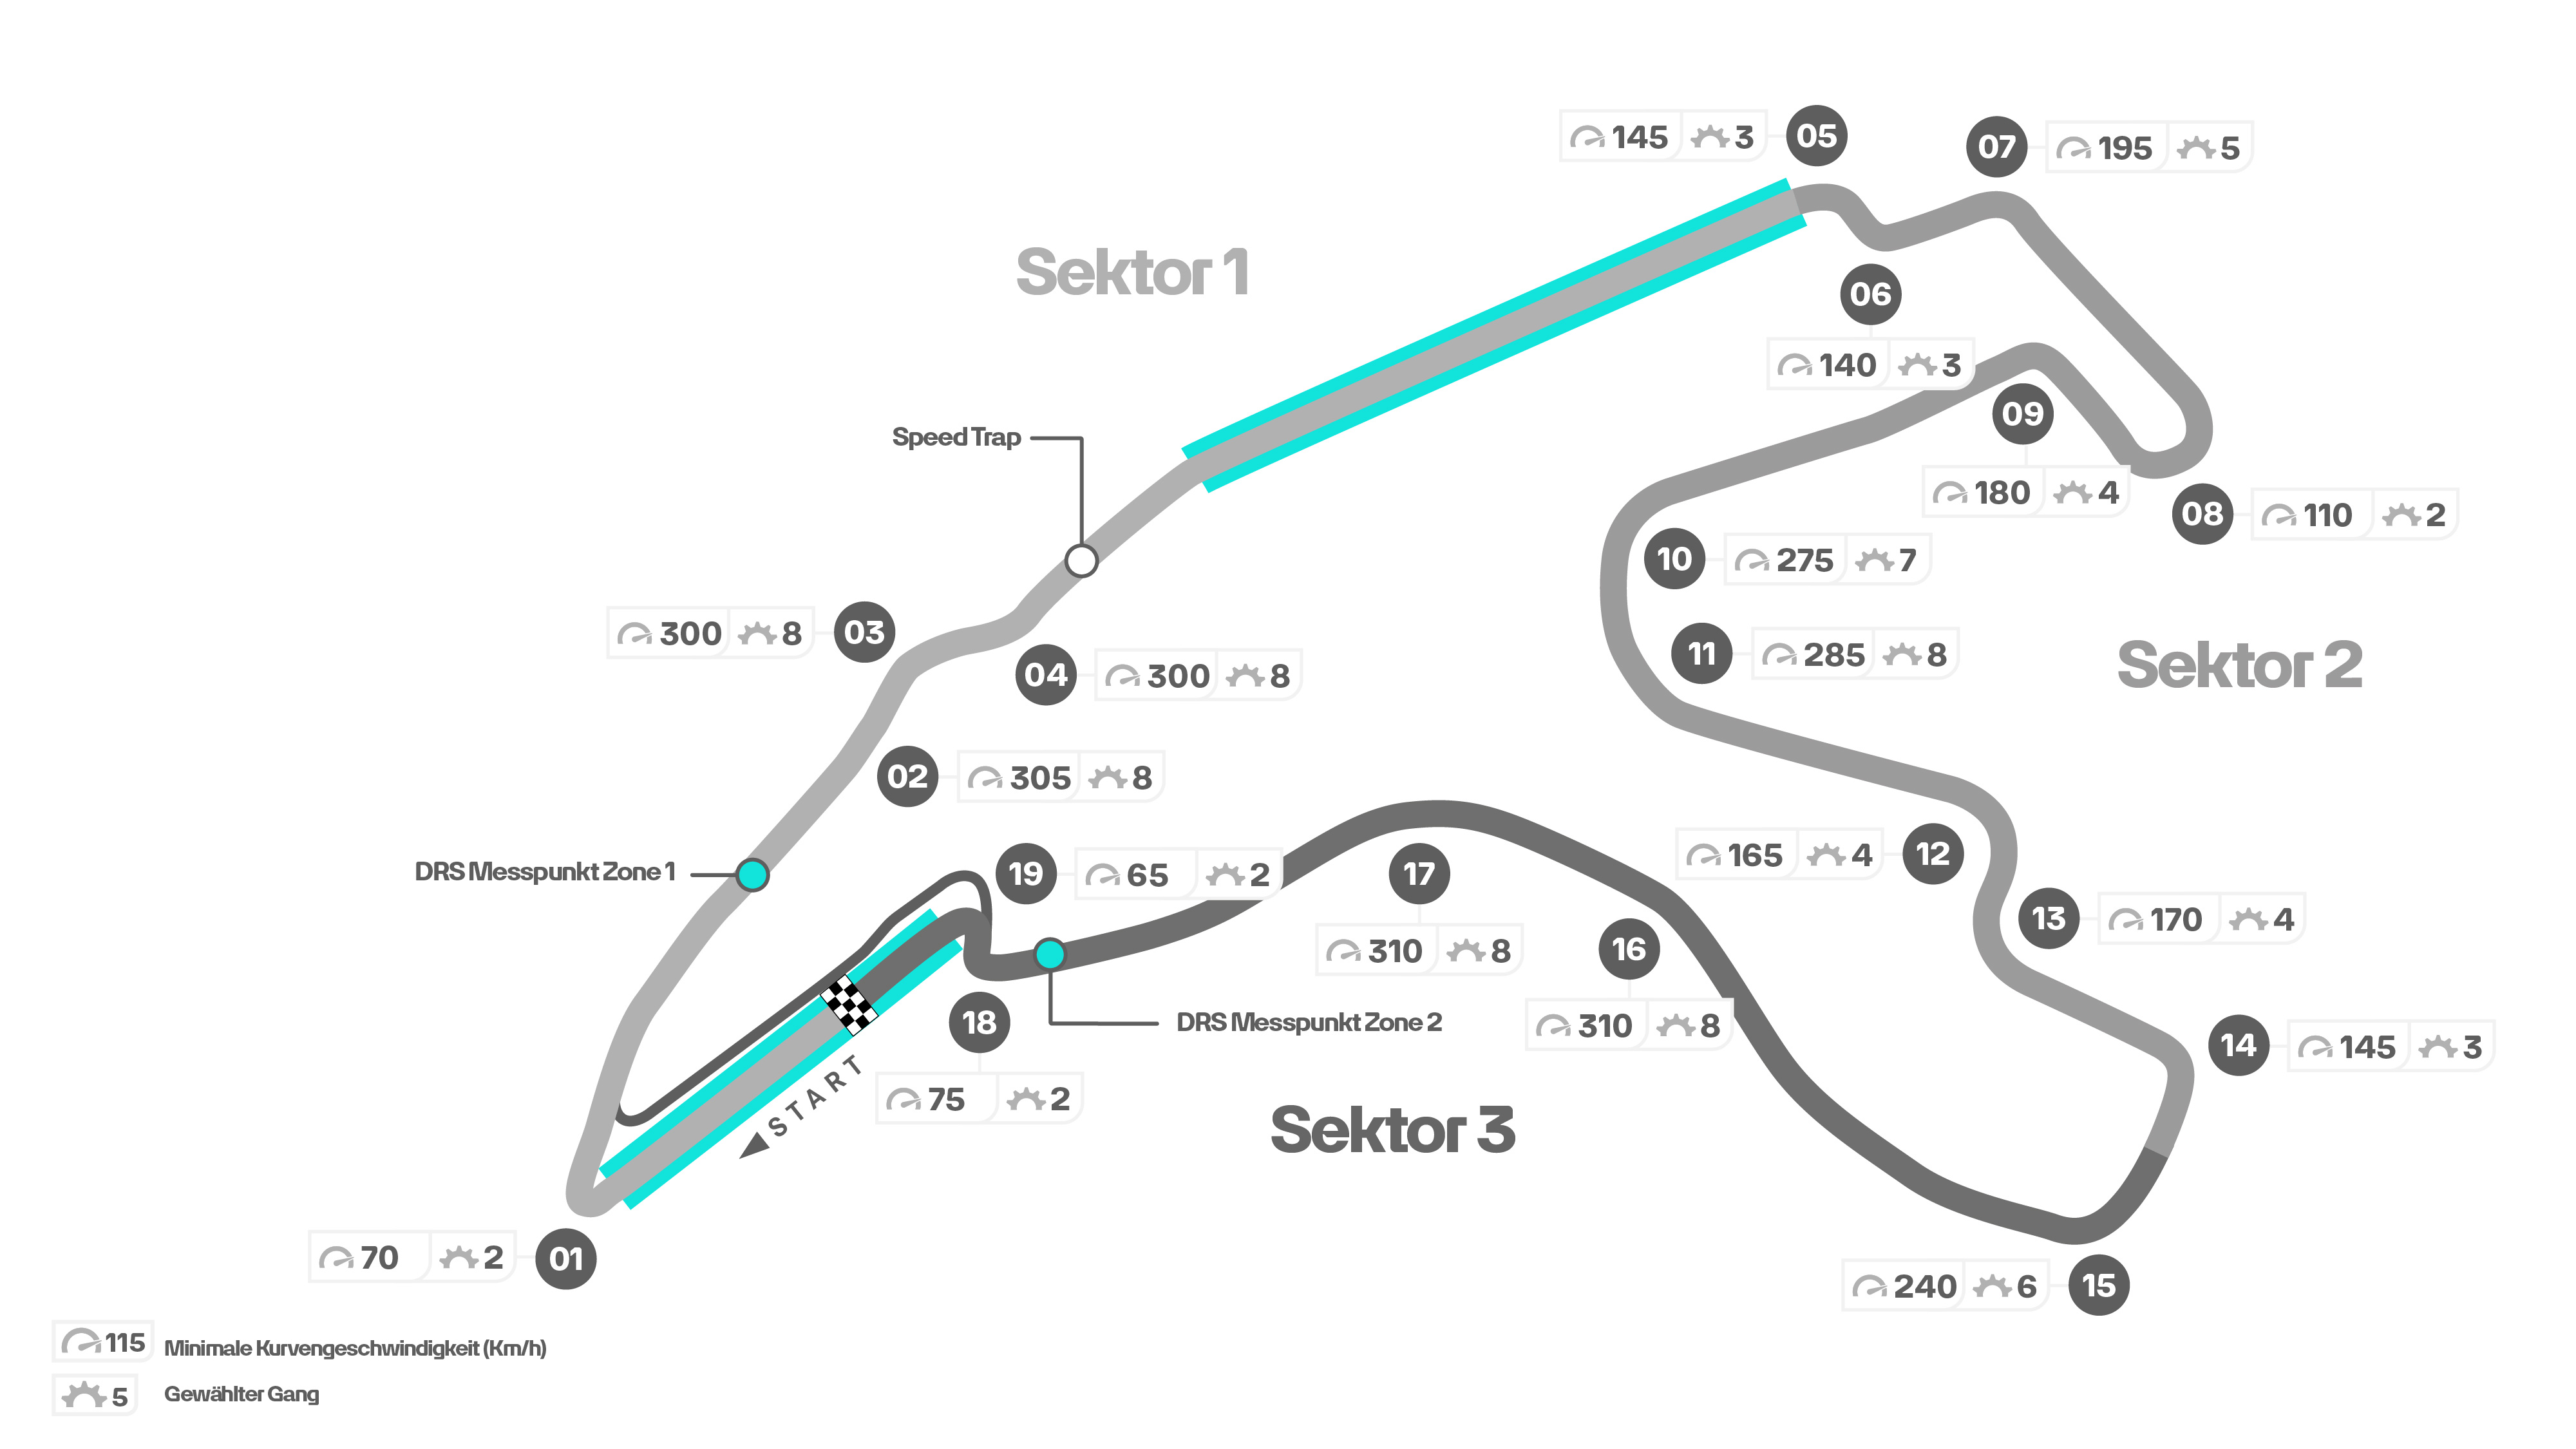 145 3 05
07 195 5
Sektor 1
06
140 3
09
Speed Trap
180 4
08 110 2
10 275 7
300 8 03
11 285 8
Sektor 2
04 300 8
02 305 8
165 4 12
DRS Messpunkt Zone 1
19 65 2
17
13 170 4
310 8
16
18
DRS Messpunkt Zone 2
310 8
14 145 3
START
75 2
Sektor 3
70 2 01
240 6 15
115 Minimale Kurvengeschwindigkeit (Km/h)
5 Gewählter Gang